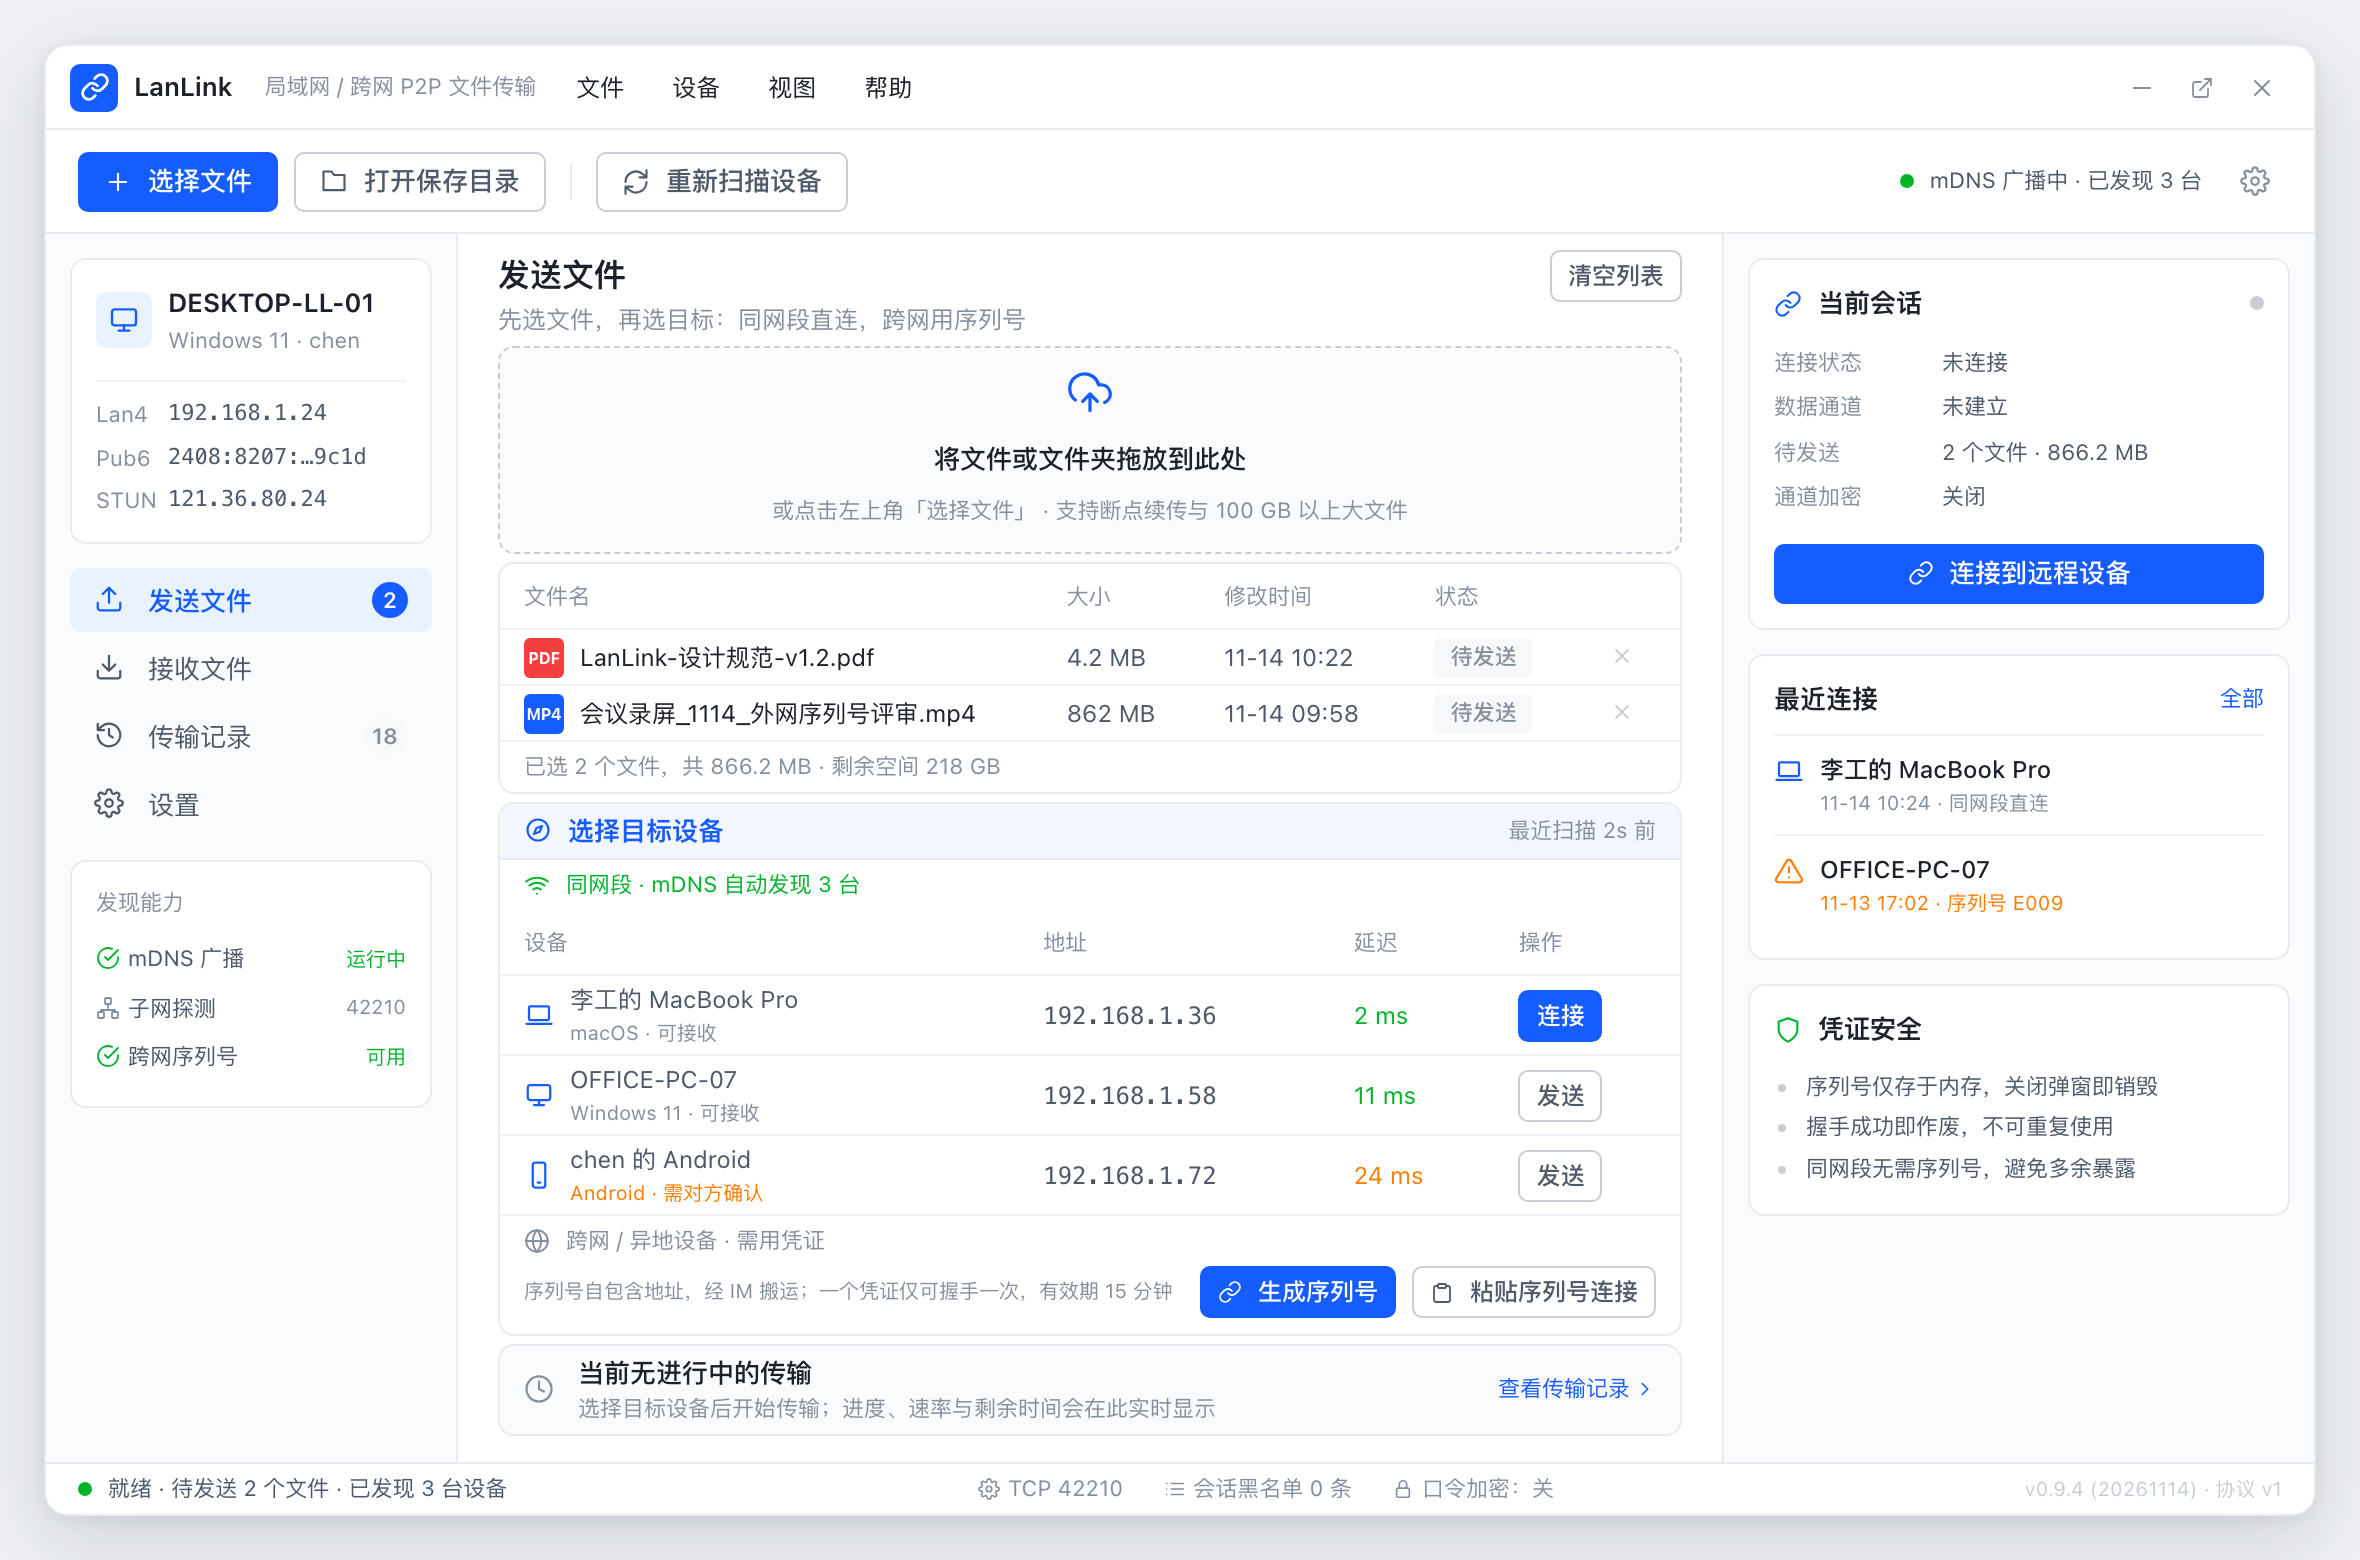 LanLink 局域网 / 跨网 P2P 文件传输 文件 设备 视图 帮助
选择文件 打开保存目录 重新扫描设备 mDNS 广播中 · 已发现 3 台
DESKTOP-LL-01
Windows 11 · chen
Lan4 192.168.1.24
Pub6 2408:8207:…9c1d
STUN 121.36.80.24
发送文件 2
接收文件
传输记录 18
设置
发现能力
mDNS 广播 运行中
子网探测 42210
跨网序列号 可用
发送文件 清空列表
先选文件，再选目标：同网段直连，跨网用序列号
将文件或文件夹拖放到此处
或点击左上角「选择文件」 · 支持断点续传与 100 GB 以上大文件
文件名 大小 修改时间 状态
PDF LanLink-设计规范-v1.2.pdf 4.2 MB 11-14 10:22 待发送
MP4 会议录屏_1114_外网序列号评审.mp4 862 MB 11-14 09:58 待发送
已选 2 个文件，共 866.2 MB · 剩余空间 218 GB
选择目标设备 最近扫描 2s 前
同网段 · mDNS 自动发现 3 台
设备 地址 延迟 操作
李工的 MacBook Pro 192.168.1.36 2 ms 连接
macOS · 可接收
OFFICE-PC-07 192.168.1.58 11 ms 发送
Windows 11 · 可接收
chen 的 Android 192.168.1.72 24 ms 发送
Android · 需对方确认
跨网 / 异地设备 · 需用凭证
序列号自包含地址，经 IM 搬运；一个凭证仅可握手一次，有效期 15 分钟 生成序列号 粘贴序列号连接
当前无进行中的传输
选择目标设备后开始传输；进度、速率与剩余时间会在此实时显示
查看传输记录
当前会话
连接状态 未连接
数据通道 未建立
待发送 2 个文件 · 866.2 MB
通道加密 关闭
连接到远程设备
最近连接 全部
李工的 MacBook Pro
11-14 10:24 · 同网段直连
OFFICE-PC-07
11-13 17:02 · 序列号 E009
凭证安全
序列号仅存于内存，关闭弹窗即销毁
握手成功即作废，不可重复使用
同网段无需序列号，避免多余暴露
就绪 · 待发送 2 个文件 · 已发现 3 台设备 TCP 42210 会话黑名单 0 条 口令加密：关 v0.9.4 (20261114) · 协议 v1